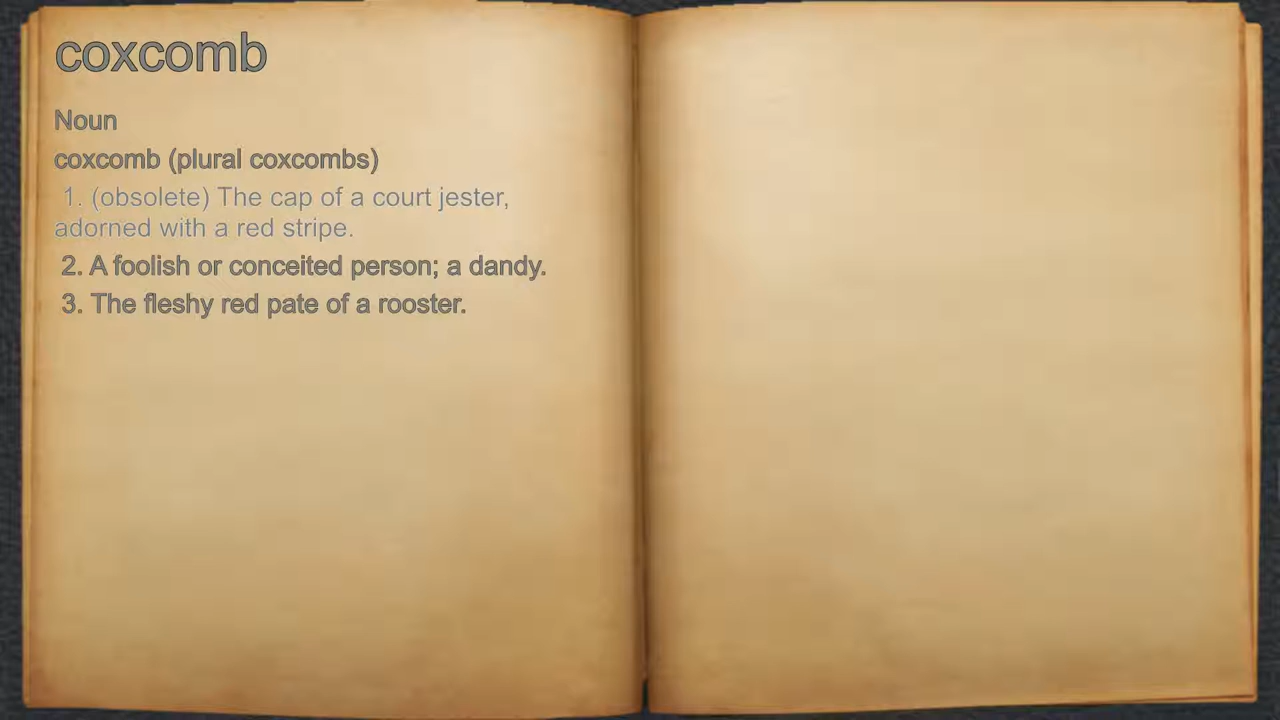 coxcomb
Noun
coxcomb (plural coxcombs)
1. (obsolete) The cap of a court jester,
adorned with a red stripe.
2. A foolish or conceited person; a dandy.
3. The fleshy red pate of a rooster.